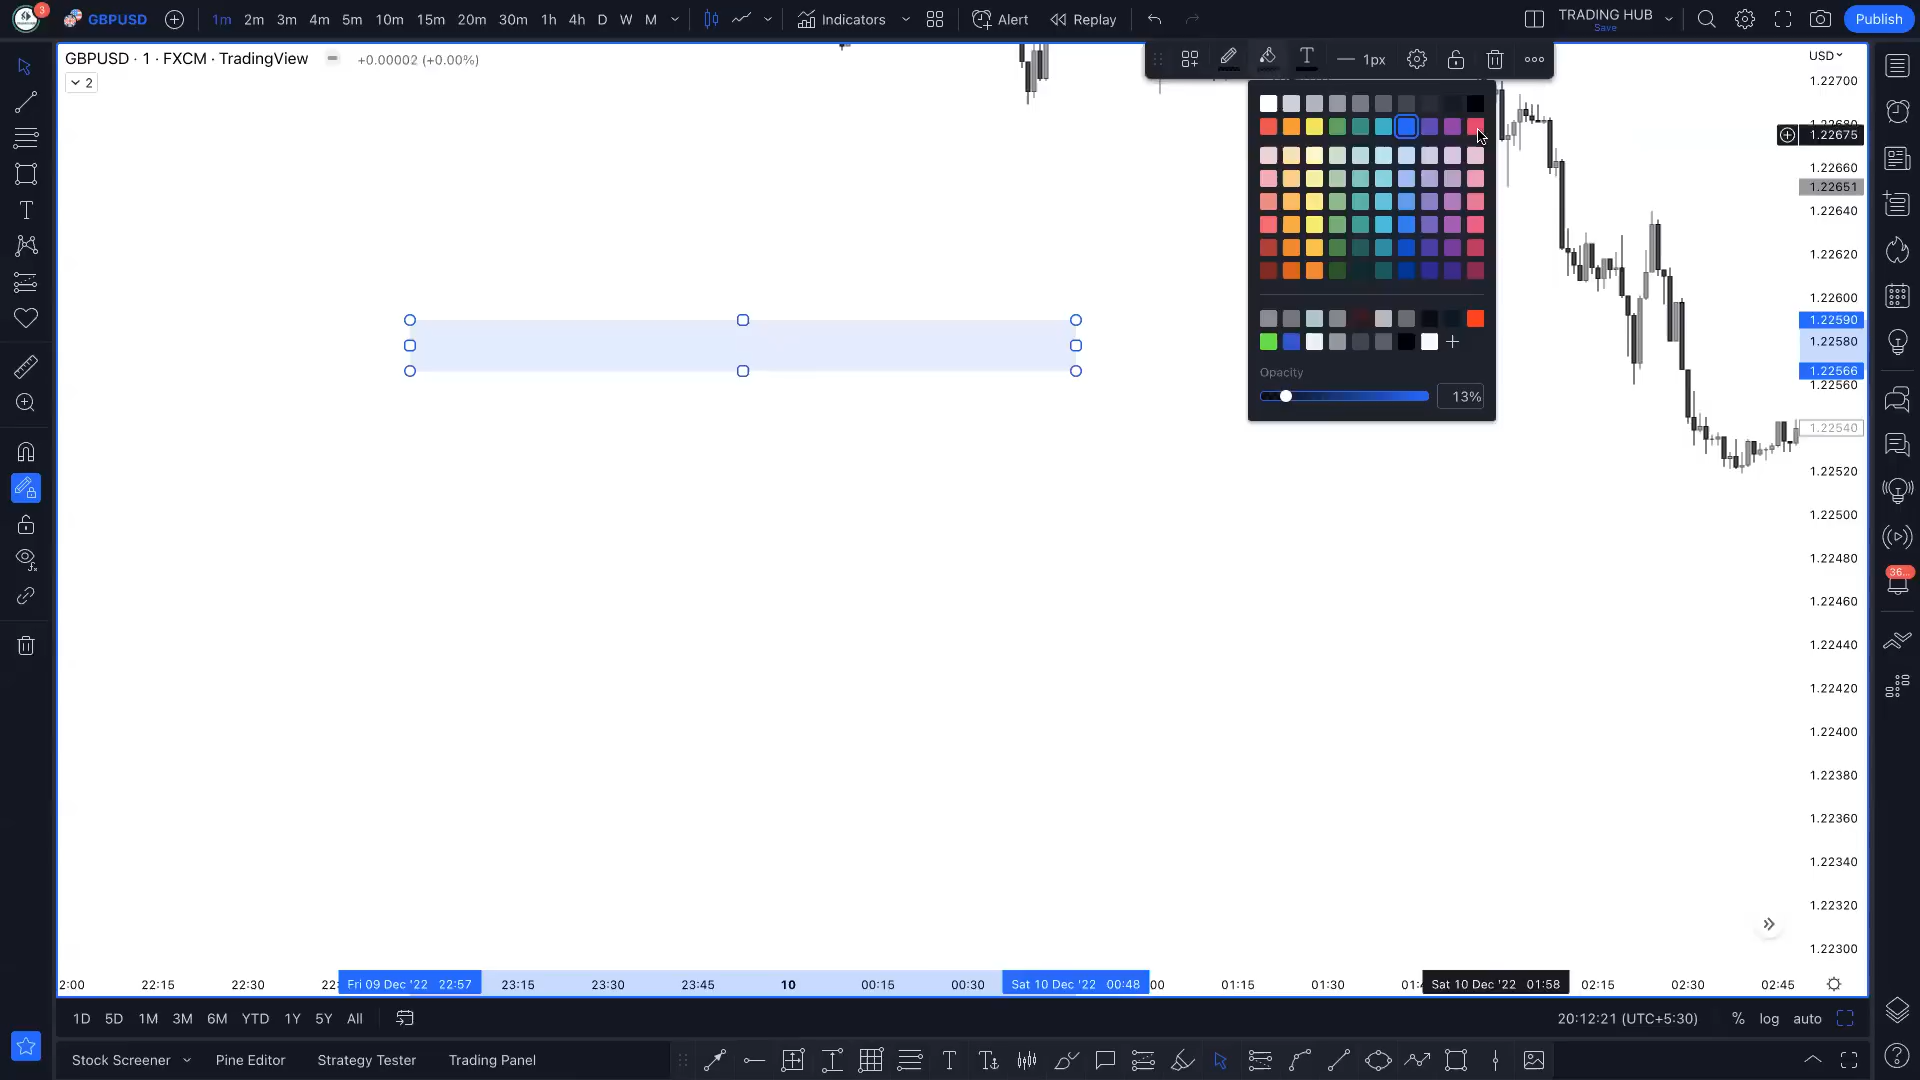 3
GBPUSD
1m 2m 3m 4m 5m 10m 15m 20m 30m 1h 4h D W M
Indicators
Alert
Replay
TRADING HUB
Save
Publish
GBPUSD · 1 · FXCM · TradingView
+0.00002 (+0.00%)
2
T
1px
USD
1.22700
1.22675
1.22660
1.22651
1.22640
1.22620
1.22600
1.22590
1.22580
1.22566
1.22560
1.22540
1.22520
1.22500
1.22480
1.22460
1.22440
1.22420
1.22400
1.22380
1.22360
1.22340
1.22320
1.22300
Opacity
13%
36...
2:00 22:15 22:30 22: Fri 09 Dec '22 22:57 23:15 23:30 23:45 10 00:15 00:30 Sat 10 Dec '22 00:48 00 01:15 01:30 01:4 Sat 10 Dec '22 01:58 02:15 02:30 02:45
1D 5D 1M 3M 6M YTD 1Y 5Y All
20:12:21 (UTC+5:30)
% log auto
Stock Screener Pine Editor Strategy Tester Trading Panel